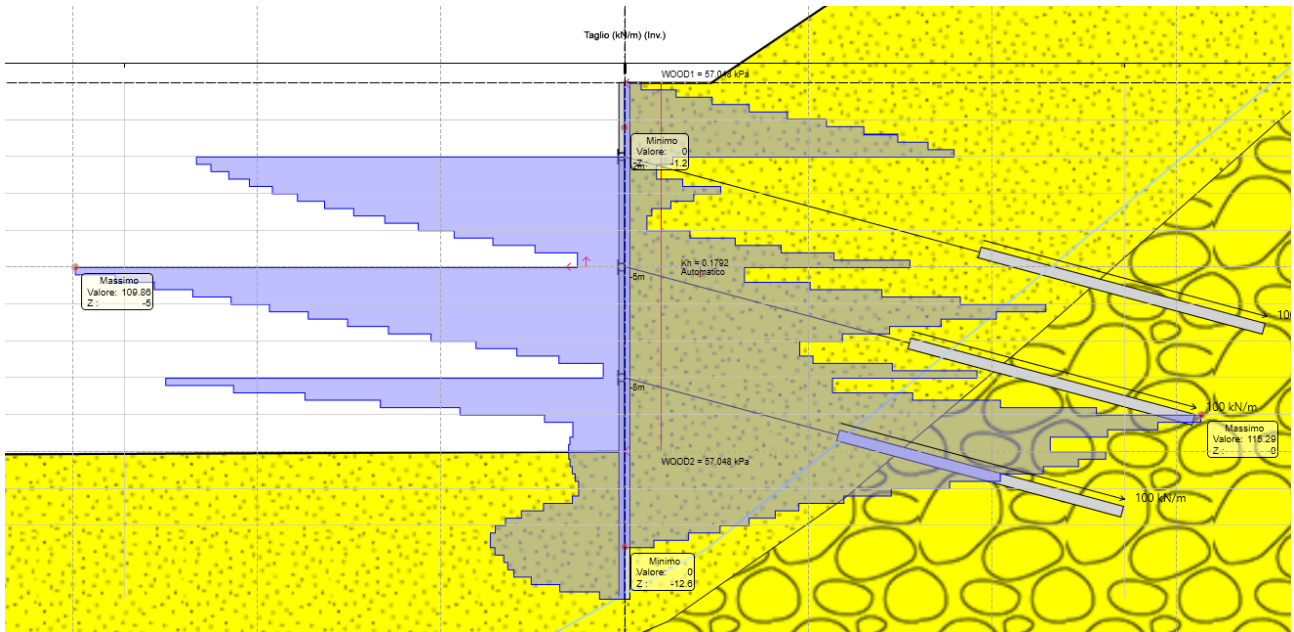 Taglio (kN/m) (Inv.)
WOOD1 = 57,048 kPa
Minimo
Valore: 0
Z : -1.2
-2m
Kh = 0.1792
Automatico
-5m
Massimo
Valore: 109.86
Z : -5
100
-8m
100 kN/m
Massimo
Valore: 115.29
Z : -9
WOOD2 = 57,048 kPa
100 kN/m
Minimo
Valore: 0
Z : -12.6